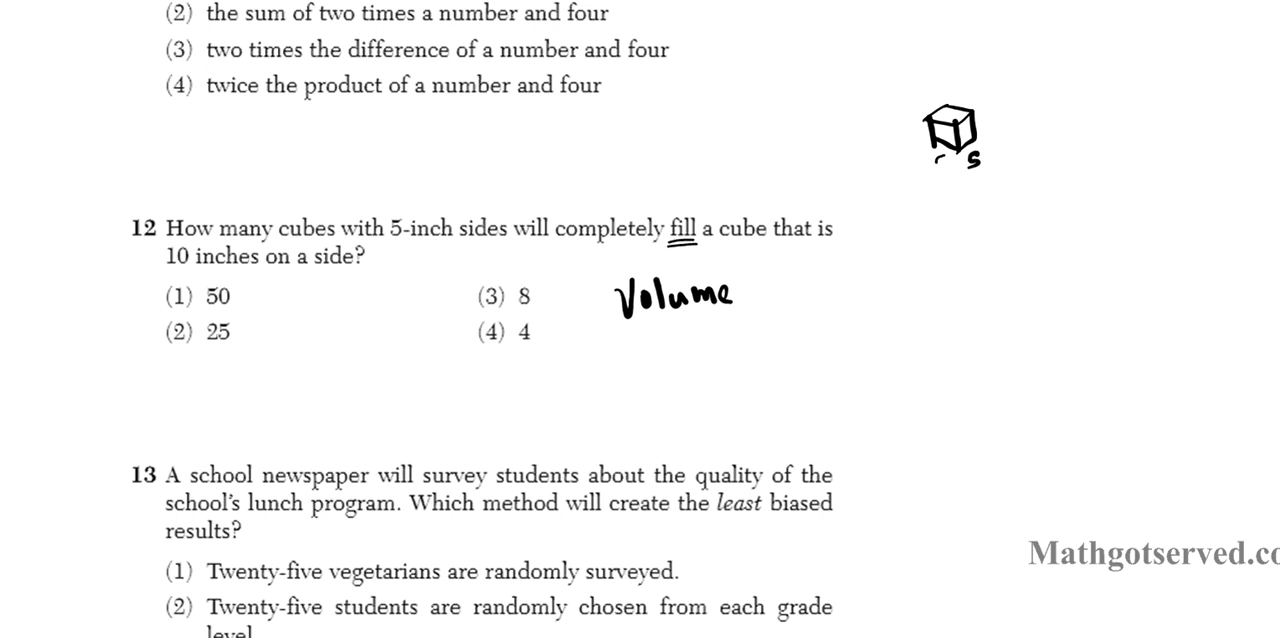 (2) the sum of two times a number and four
(3) two times the difference of a number and four
(4) twice the product of a number and four
5
12 How many cubes with 5-inch sides will completely fill a cube that is
10 inches on a side?
(1) 50 (3) 8 Volume
(2) 25 (4) 4
13 A school newspaper will survey students about the quality of the
school's lunch program. Which method will create the least biased
results?
Mathgotserved.co
(1) Twenty-five vegetarians are randomly surveyed.
(2) Twenty-five students are randomly chosen from each grade
level